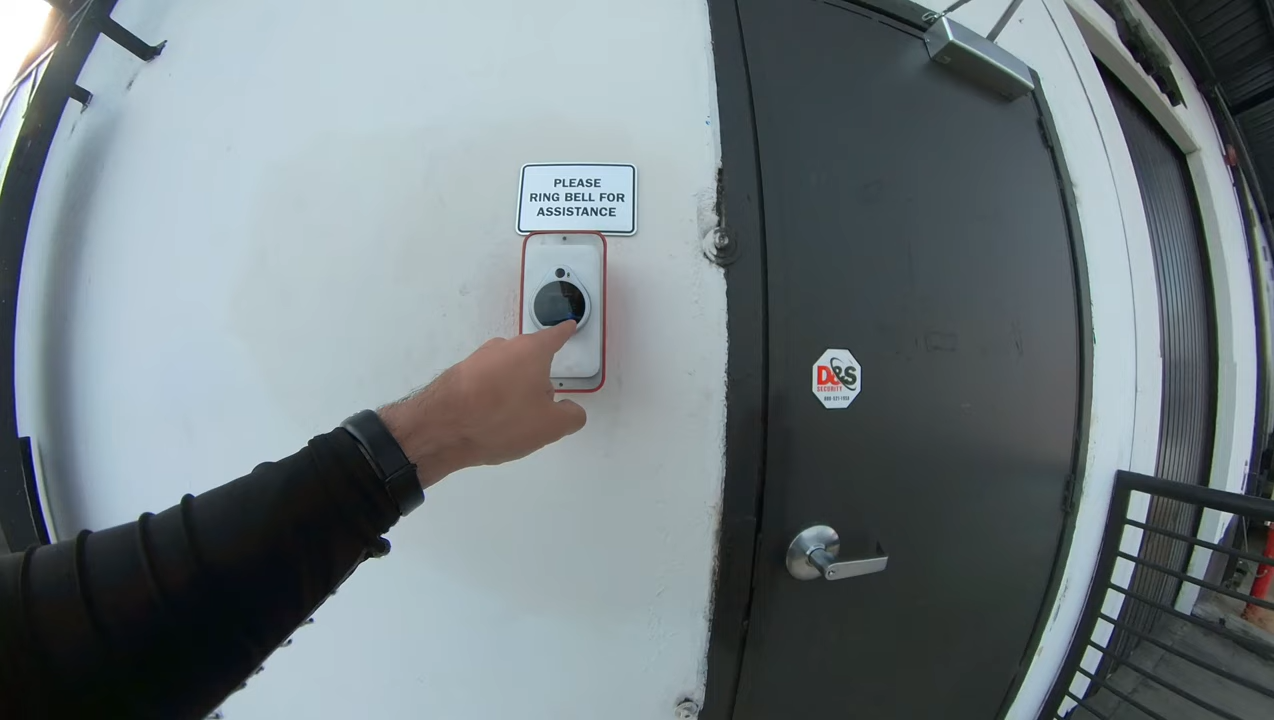 PLEASE
RING BELL FOR
ASSISTANCE
D&S
SECURITY